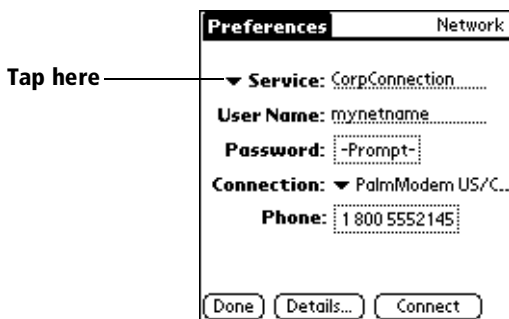 Preferences Network
Tap here
Service: CorpConnection
User Name: mynetname
Password: -Prompt-
Connection: PalmModem US/C...
Phone: 1 800 5552145
Done Details... Connect